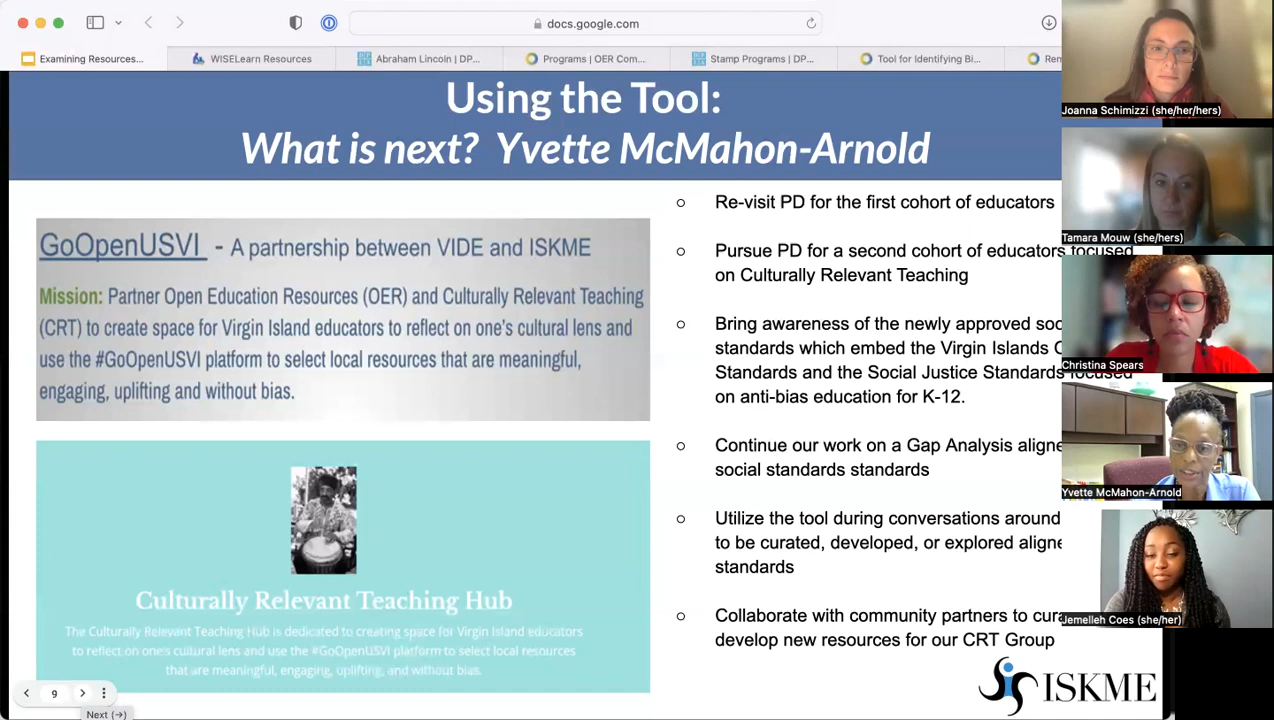 docs.google.com
Examining Resources...
WISELearn Resources
Abraham Lincoln | DP...
Programs | OER Com...
Stamp Programs | DP...
Tool for Identifying Bi...
Using the Tool:
What is next? Yvette McMahon-Arnold
GoOpenUSVI - A partnership between VIDE and ISKME
Mission: Partner Open Education Resources (OER) and Culturally Relevant Teaching
(CRT) to create space for Virgin Island educators to reflect on one's cultural lens and
use the #GoOpenUSVI platform to select local resources that are meaningful,
engaging, uplifting and without bias.
Culturally Relevant Teaching Hub
The Culturally Relevant Teaching Hub is dedicated to creating space for Virgin Island educators
to reflect on one's cultural lens and use the #GoOpenUSVI platform to select local resources
that are meaningful, engaging, uplifting, and without bias.
Re-visit PD for the first cohort of educators
Pursue PD for a second cohort of educators focused
on Culturally Relevant Teaching
Bring awareness of the newly approved soc
standards which embed the Virgin Islands C
Standards and the Social Justice Standards focused
on anti-bias education for K-12.
Continue our work on a Gap Analysis aligne
social standards standards
Utilize the tool during conversations around
to be curated, developed, or explored aligne
standards
Collaborate with community partners to cura
develop new resources for our CRT Group
ISKME
9
Next (→)
Joanna Schimizzi (she/her/hers)
Tamara Mouw (she/hers)
Christina Spears
Yvette McMahon-Arnold
Jemelleh Coes (she/her)